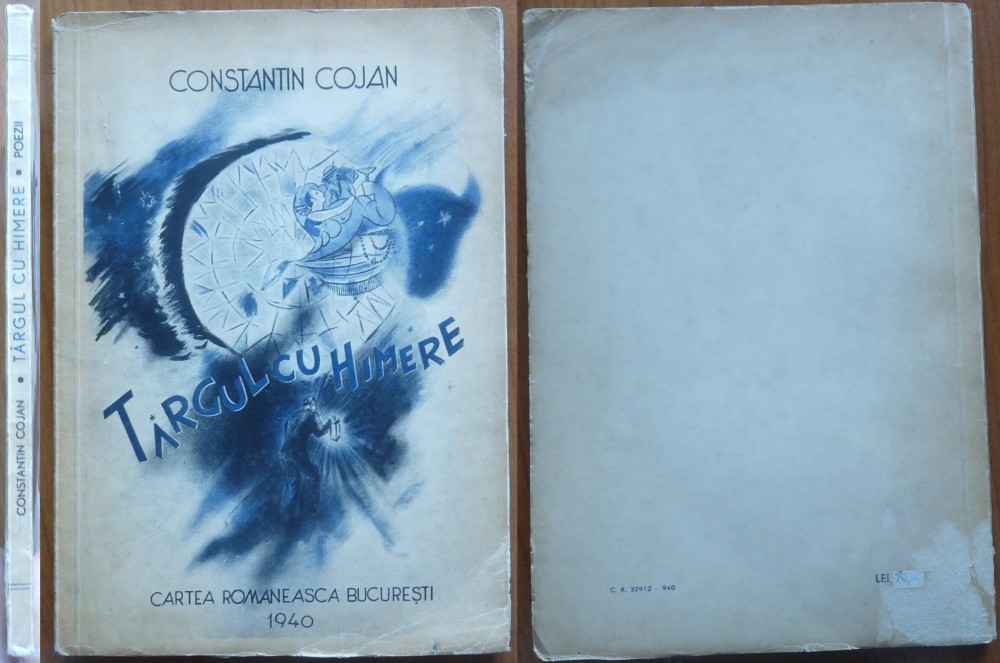 CONSTANTIN COJAN • TÂRGUL CU HIMERE • POEZII
CONSTANTIN COJAN
TÂRGUL CU HIMERE
CARTEA ROMANEASCA BUCUREȘTI
1940
C. R. 32912 - 940
LEI